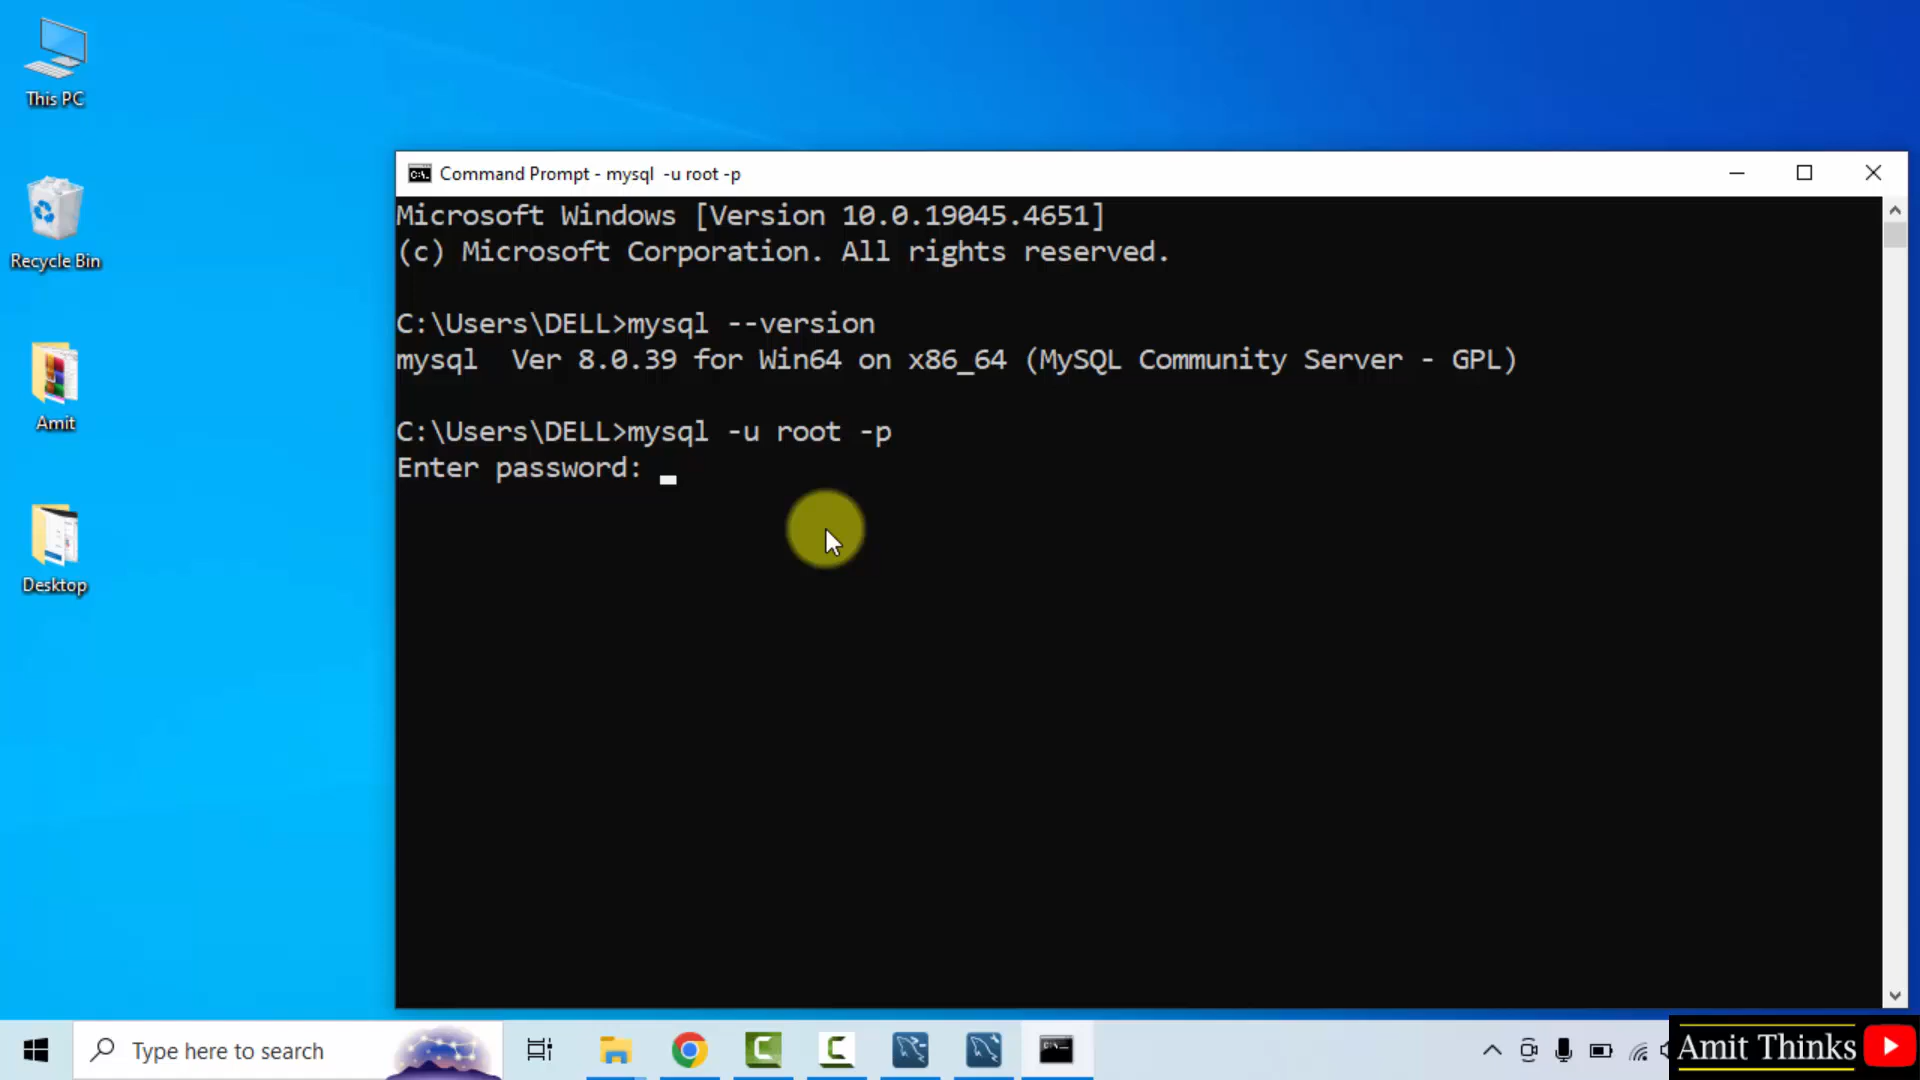 This PC
Recycle Bin
Amit
Desktop
Command Prompt - mysql  -u root -p
Microsoft Windows [Version 10.0.19045.4651]
(c) Microsoft Corporation. All rights reserved.
C:\Users\DELL>mysql --version
mysql  Ver 8.0.39 for Win64 on x86_64 (MySQL Community Server - GPL)
C:\Users\DELL>mysql -u root -p
Enter password:
Type here to search
Amit Thinks